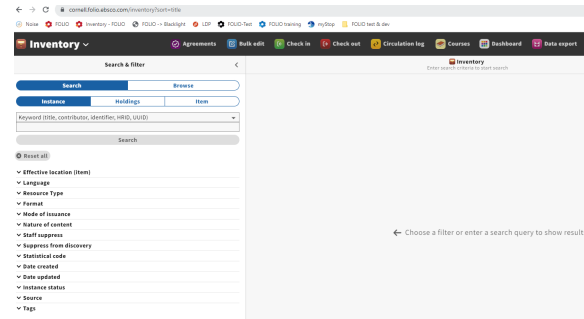 cornell.folio.ebsco.com/inventory?sort=title
Noise FOLIO Inventory - FOLIO FOLIO -> Blacklight LDP FOLIO-Test FOLIO training myStop FOLIO test & dev
Inventory Agreements Bulk edit Check in Check out Circulation log Courses Dashboard Data export
Search & filter
Inventory
Enter search criteria to start search
Search Browse
Instance Holdings Item
Keyword (title, contributor, identifier, HRID, UUID)
Search
Reset all
Effective location (item)
Language
Resource Type
Format
Mode of issuance
Nature of content
Staff suppress
Choose a filter or enter a search query to show result
Suppress from discovery
Statistical code
Date created
Date updated
Instance status
Source
Tags